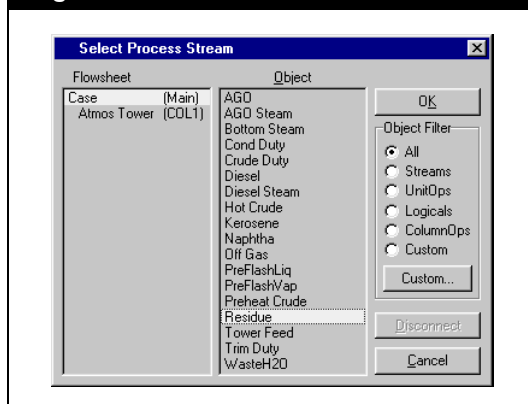 Select Process Stream
Flowsheet
Object
Case (Main)
Atmos Tower (COL1)
AGO
AGO Steam
Bottom Steam
Cond Duty
Crude Duty
Diesel
Diesel Steam
Hot Crude
Kerosene
Naphtha
Off Gas
PreFlashLiq
PreFlashVap
Preheat Crude
Residue
Tower Feed
Trim Duty
WasteH2O
OK
Object Filter
All
Streams
UnitOps
Logicals
ColumnOps
Custom
Custom...
Disconnect
Cancel